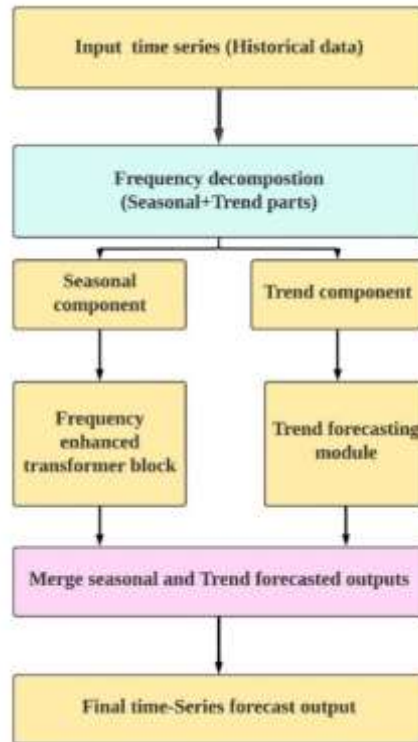 Input time series (Historical data)
Frequency decompostion
(Seasonal+Trend parts)
Seasonal
component
Trend component
Frequency
enhanced
transformer block
Trend forecasting
module
Merge seasonal and Trend forecasted outputs
Final time-Series forecast output